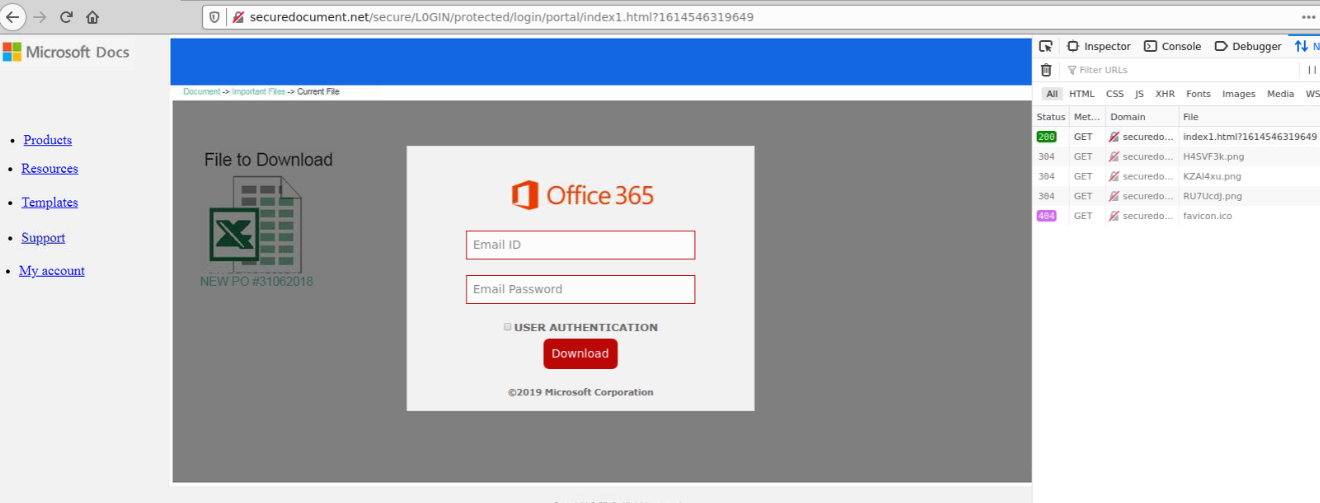 securedocument.net/secure/L0GIN/protected/login/portal/index1.html?1614546319649
Microsoft Docs
Document -> Important Files -> Current File
Products
Resources
Templates
Support
My account
File to Download
NEW PO #31062018
Office 365
Email ID
Email Password
USER AUTHENTICATION
Download
©2019 Microsoft Corporation
Inspector Console Debugger N
Filter URLs
All HTML CSS JS XHR Fonts Images Media WS
Status Met... Domain File
200 GET securedo... index1.html?1614546319649
304 GET securedo... H4SVF3k.png
304 GET securedo... KZAl4xu.png
304 GET securedo... RU7UcdJ.png
404 GET securedo... favicon.ico